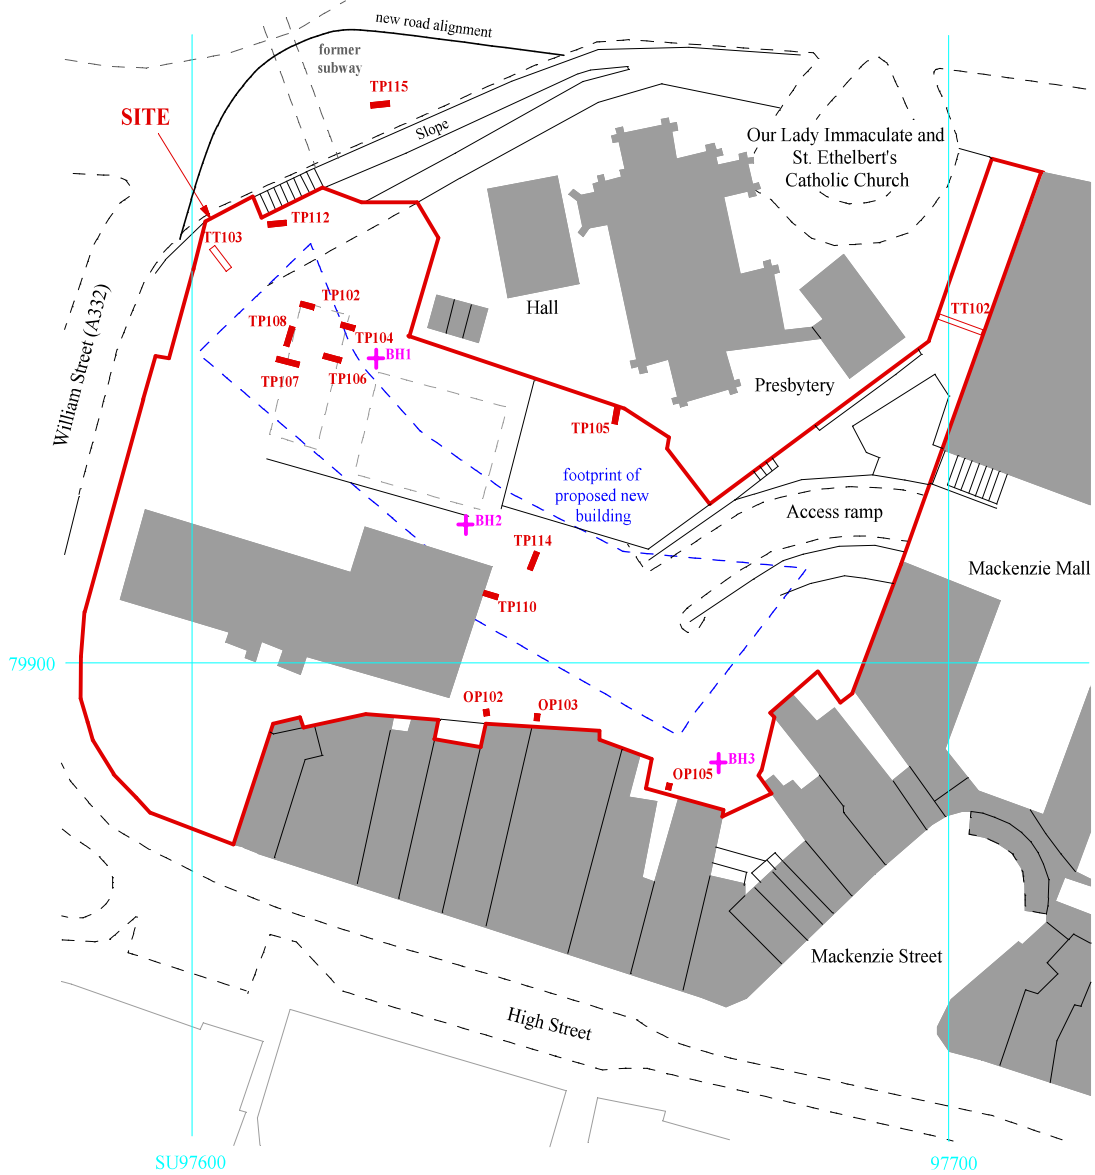 new road alignment
former
subway
TP115
SITE
Slope
Our Lady Immaculate and
St. Ethelbert's
Catholic Church
TP112
TT103
TP102
Hall
TT102
TP108
TP104
BH1
TP107
TP106
William Street (A332)
Presbytery
TP105
footprint of
proposed new
building
Access ramp
BH2
TP114
Mackenzie Mall
TP110
79900
OP102
OP103
BH3
OP105
Mackenzie Street
High Street
SU97600
97700